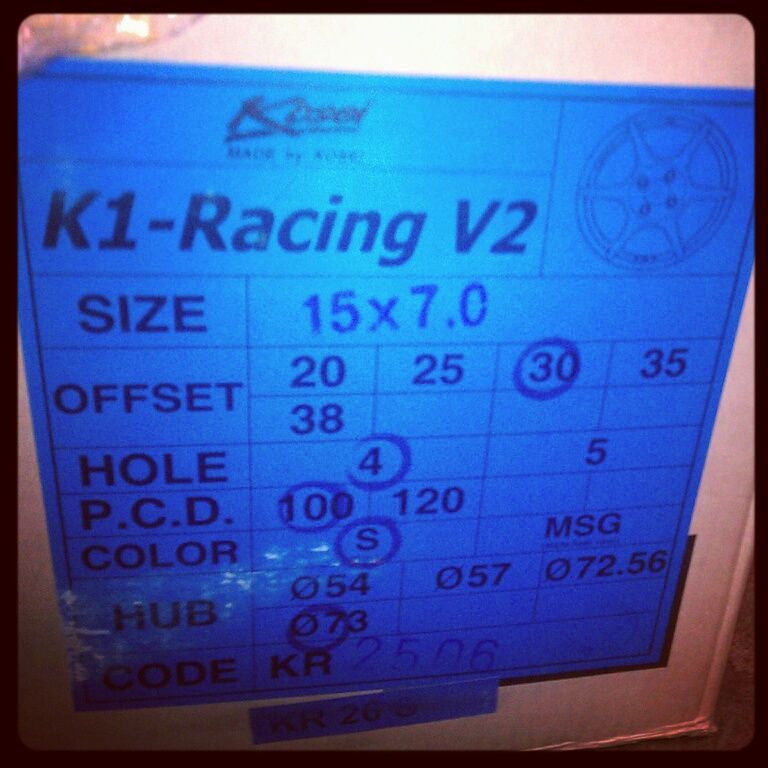 MADE by
K1-Racing V2
SIZE 15x7.0
OFFSET 20 25 30 35
38
HOLE 4 5
P.C.D. 100 120
COLOR S MSG
HUB Ø54 Ø57 Ø72.56
Ø73
CODE KR 2506
KR 26